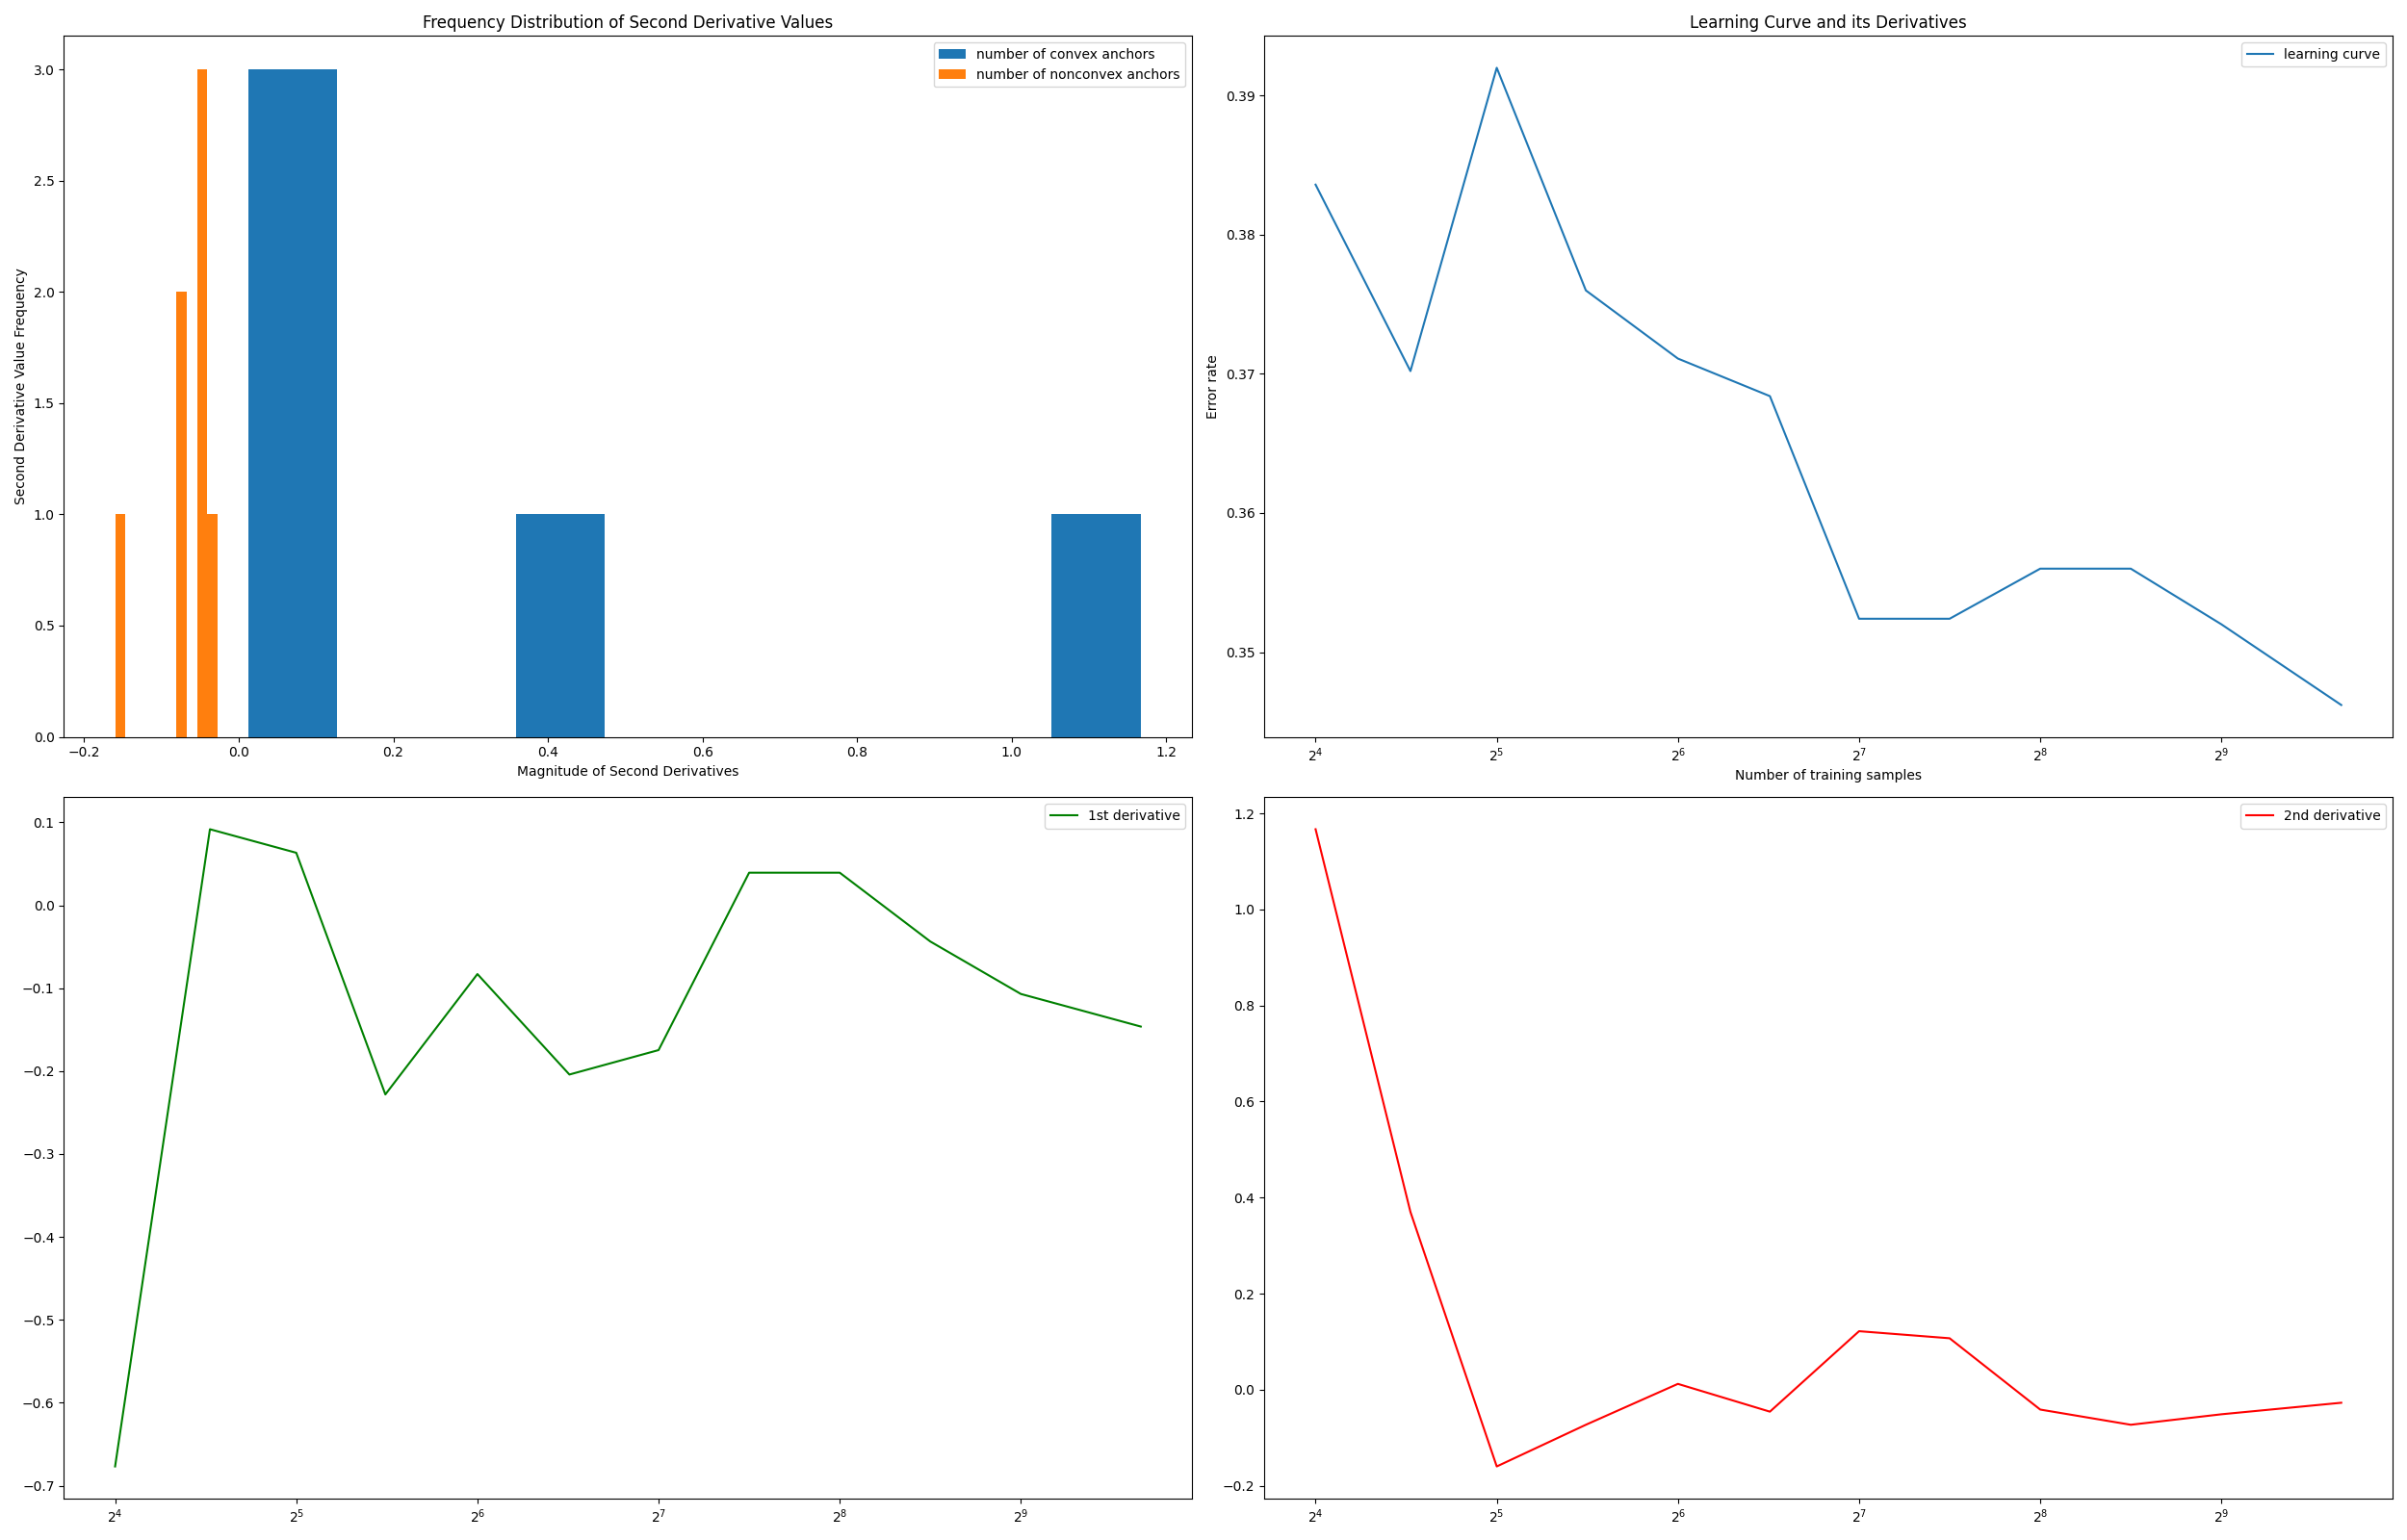 Frequency Distribution of Second Derivative Values
number of convex anchors
number of nonconvex anchors
Second Derivative Value Frequency
3.0
2.5
2.0
1.5
1.0
0.5
0.0
−0.2 0.0 0.2 0.4 0.6 0.8 1.0 1.2
Magnitude of Second Derivatives
Learning Curve and its Derivatives
learning curve
Error rate
0.39
0.38
0.37
0.36
0.35
2⁴ 2⁵ 2⁶ 2⁷ 2⁸ 2⁹
Number of training samples
1st derivative
0.1
0.0
−0.1
−0.2
−0.3
−0.4
−0.5
−0.6
−0.7
2⁴ 2⁵ 2⁶ 2⁷ 2⁸ 2⁹
2nd derivative
1.2
1.0
0.8
0.6
0.4
0.2
0.0
−0.2
2⁴ 2⁵ 2⁶ 2⁷ 2⁸ 2⁹